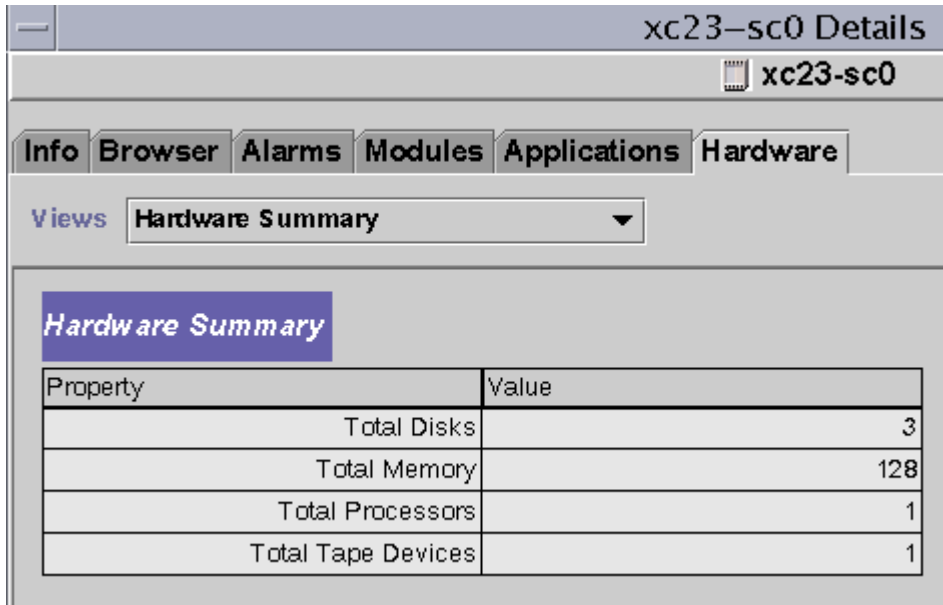 xc23-sc0 Details
xc23-sc0
Info Browser Alarms Modules Applications Hardware
Views Hardware Summary
Hardware Summary
Property Value
Total Disks 3
Total Memory 128
Total Processors 1
Total Tape Devices 1